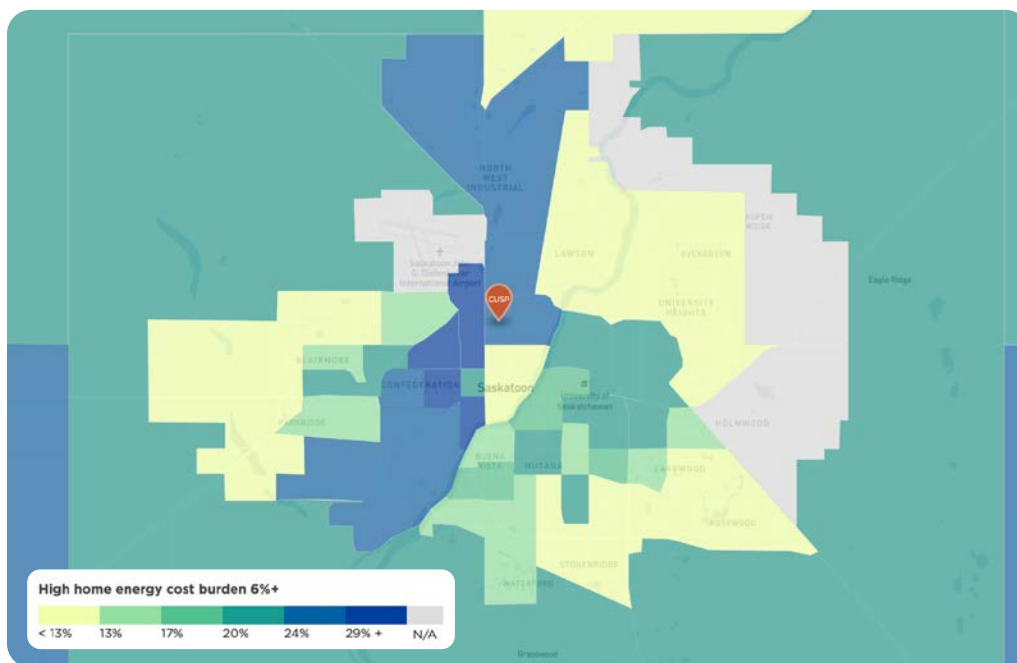 NORTH
WEST
INDUSTRIAL
ASPEN
RIDGE
LAWSON
EVERGREEN
Saskatoon John
G. Diefenbaker
International Airport
Eagle Ridge
CUSP
UNIVERSITY
HEIGHTS
BLAIRMORE
CONFEDERATION
Saskatoon
University of
Saskatchewan
PARKRIDGE
HOLMWOOD
BUENA
VISTA
NUTANA
LAKEWOOD
ROSEWOOD
STONEBRIDGE
WATERFORD
High home energy cost burden 6%+
< 13% 13% 17% 20% 24% 29% + N/A
Grasswood